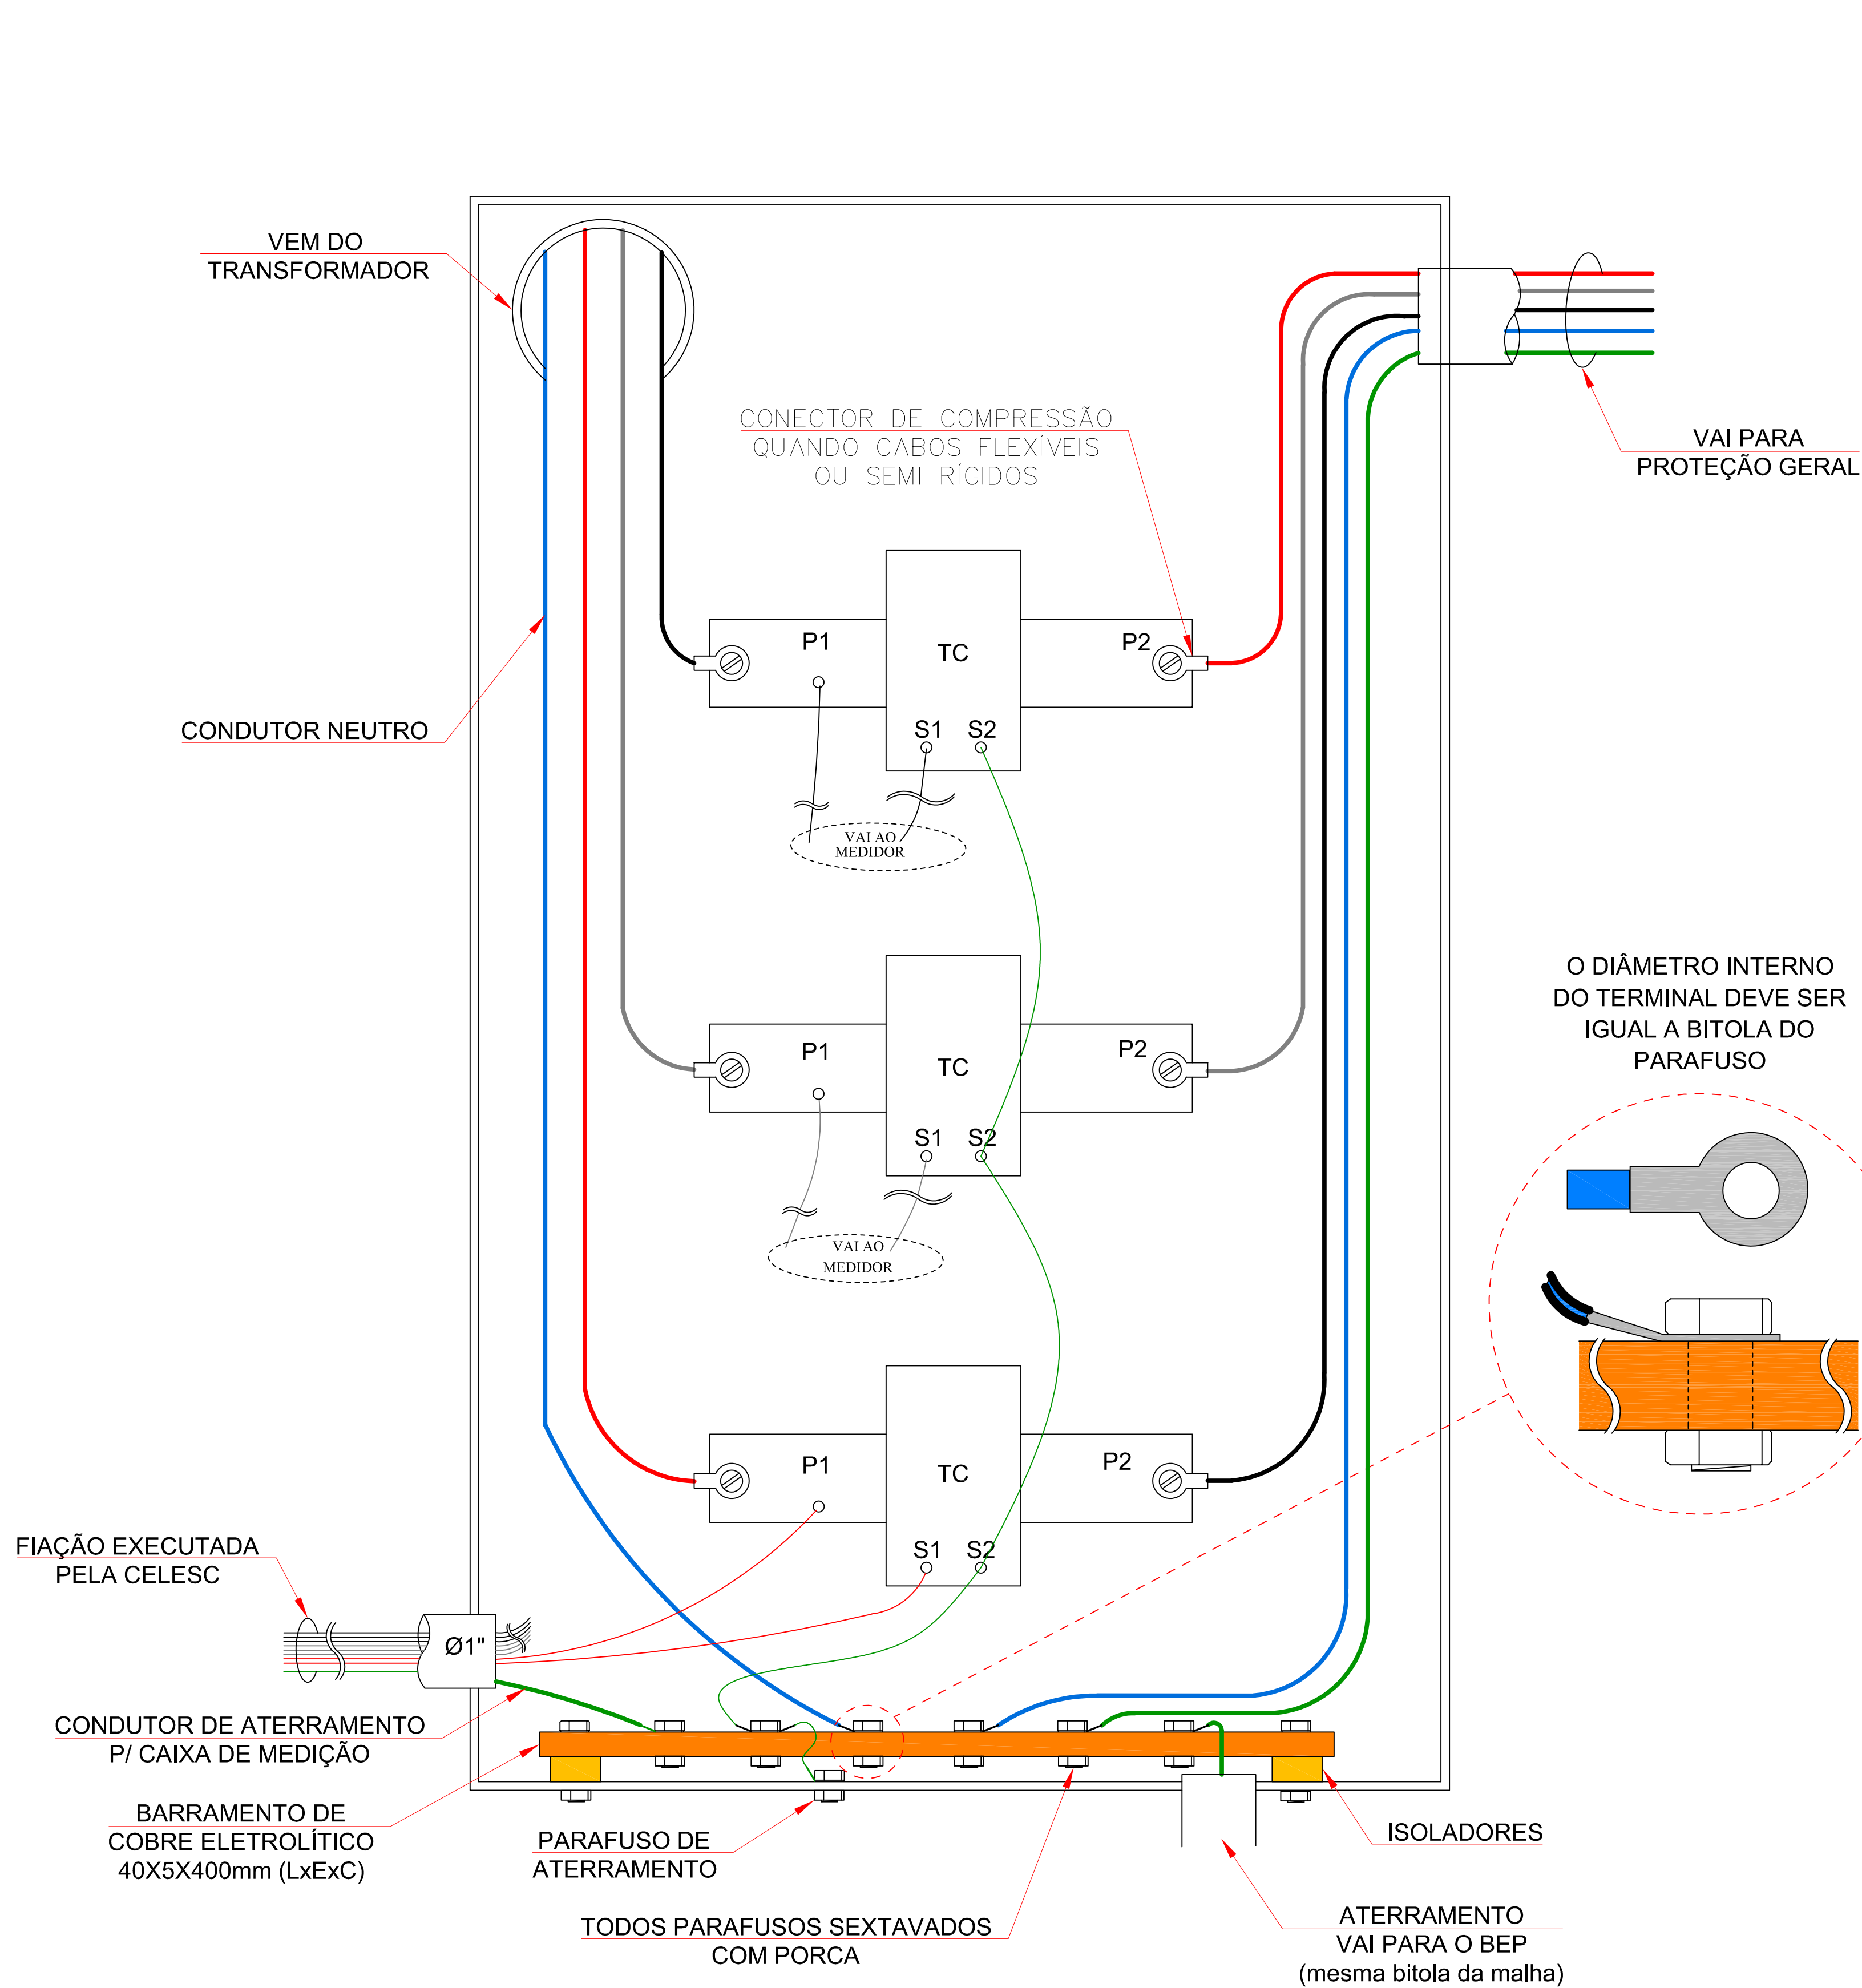 VEM DO
TRANSFORMADOR
CONECTOR DE COMPRESSÃO
QUANDO CABOS FLEXÍVEIS
OU SEMI RÍGIDOS
VAI PARA
PROTEÇÃO GERAL
CONDUTOR NEUTRO
P1
TC
P2
S1 S2
VAI AO
MEDIDOR
O DIÂMETRO INTERNO
DO TERMINAL DEVE SER
IGUAL A BITOLA DO
PARAFUSO
P1
TC
P2
S1 S2
VAI AO
MEDIDOR
P1
TC
P2
S1 S2
FIAÇÃO EXECUTADA
PELA CELESC
Ø1"
CONDUTOR DE ATERRAMENTO
P/ CAIXA DE MEDIÇÃO
BARRAMENTO DE
COBRE ELETROLÍTICO
40X5X400mm (LxExC)
PARAFUSO DE
ATERRAMENTO
ISOLADORES
TODOS PARAFUSOS SEXTAVADOS
COM PORCA
ATERRAMENTO
VAI PARA O BEP
(mesma bitola da malha)